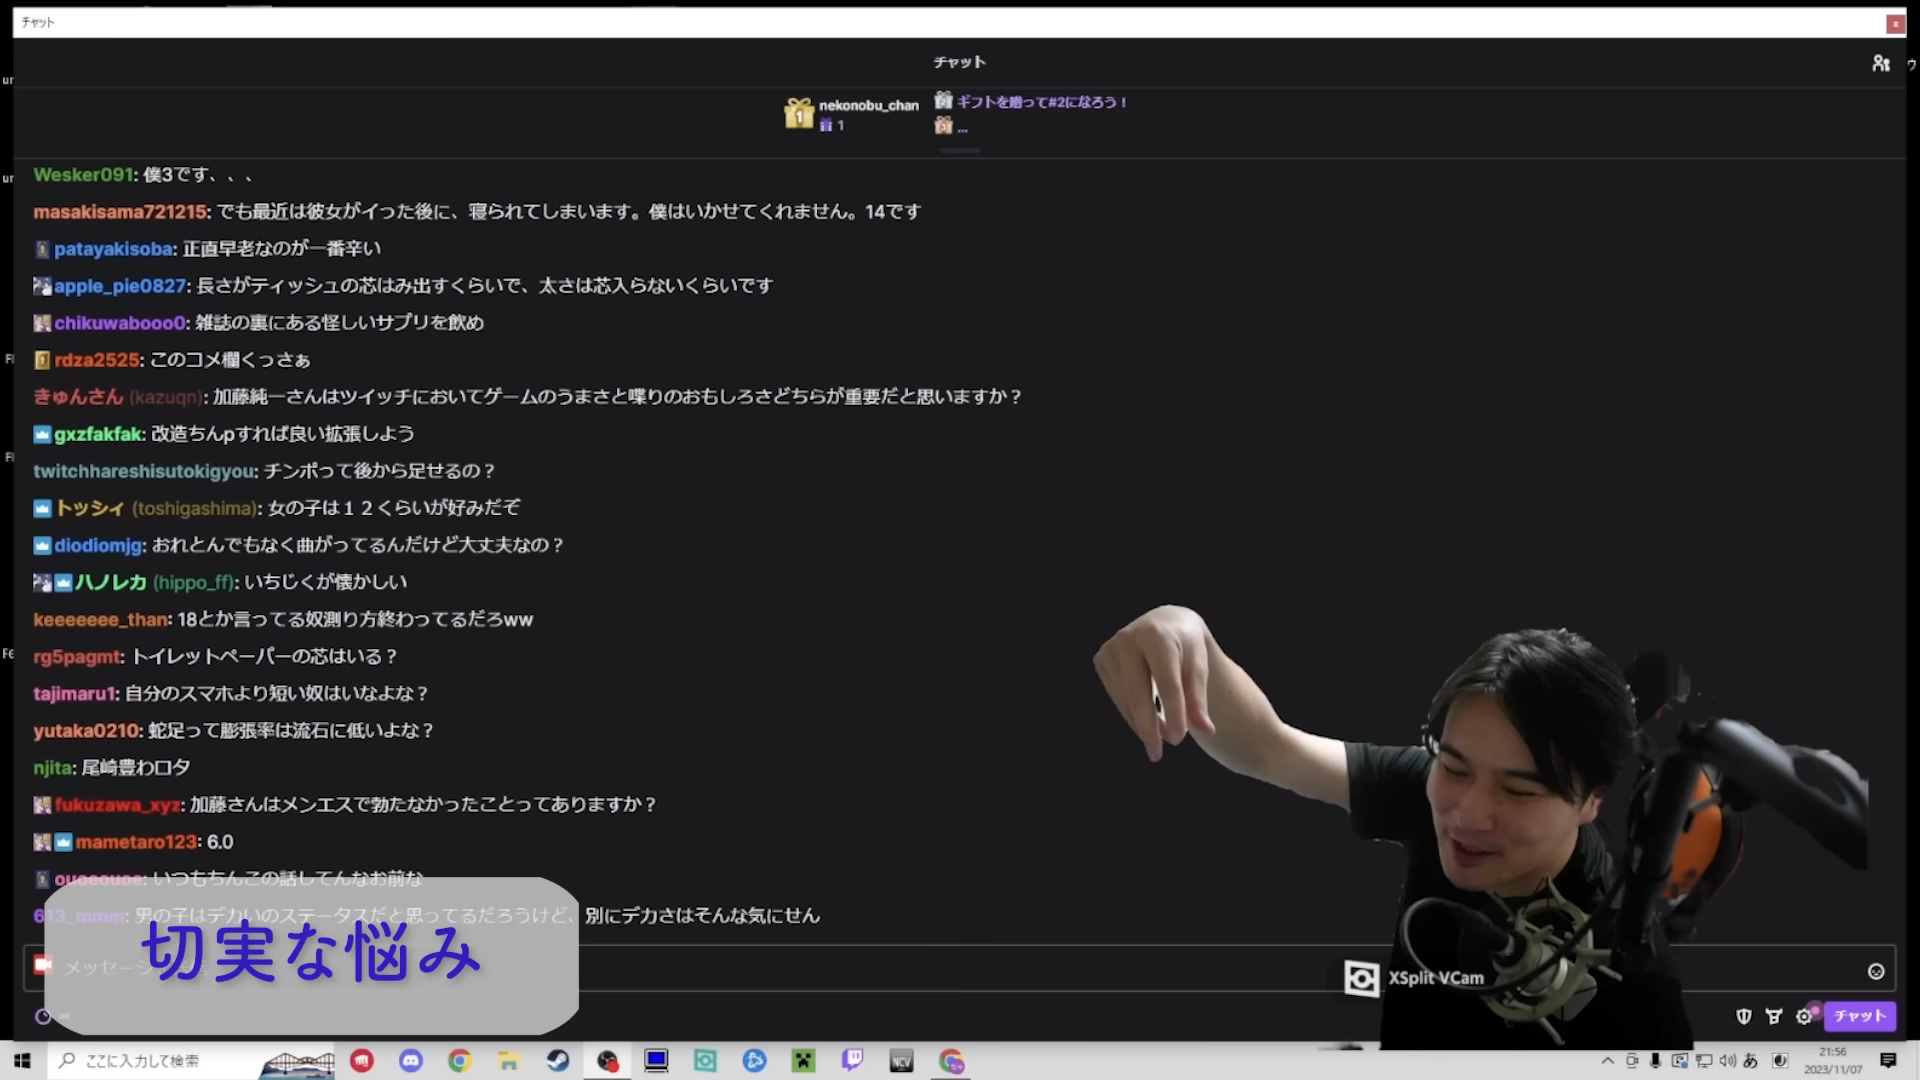 チャット
チャット
nekonobu_chan
1
ギフトを贈って#2になろう！
...
Wesker091: 僕3です、、、
masakisama721215: でも最近は彼女がイった後に、寝られてしまいます。僕はいかせてくれません。14です
patayakisoba: 正直早老なのが一番辛い
apple_pie0827: 長さがティッシュの芯はみ出すくらいで、太さは芯入らないくらいです
chikuwabooo0: 雑誌の裏にある怪しいサプリを飲め
rdza2525: このコメ欄くっさぁ
きゅんさん (kazuqn): 加藤純一さんはツイッチにおいてゲームのうまさと喋りのおもしろさどちらが重要だと思いますか？
gxzfakfak: 改造ちんpすれば良い拡張しよう
twitchhareshisutokigyou: チンポって後から足せるの？
トッシィ (toshigashima): 女の子は１２くらいが好みだぞ
diodiomjg: おれとんでもなく曲がってるんだけど大丈夫なの？
ハノレカ (hippo_ff): いちじくが懐かしい
keeeeeee_than: 18とか言ってる奴測り方終わってるだろww
rg5pagmt: トイレットペーパーの芯はいる？
tajimaru1: 自分のスマホより短い奴はいなよな？
yutaka0210: 蛇足って膨張率は流石に低いよな？
njita: 尾崎豊わロタ
fukuzawa_xyz: 加藤さんはメンエスで勃たなかったことってありますか？
mametaro123: 6.0
ouoeouoe: いつもちんこの話してんなお前な
613_mmm: 男の子はデカいのステータスだと思ってるだろうけど、別にデカさはそんな気にせん
切実な悩み
XSplit VCam
チャット
ここに入力して検索
NCV
あ
21:56
2023/11/07